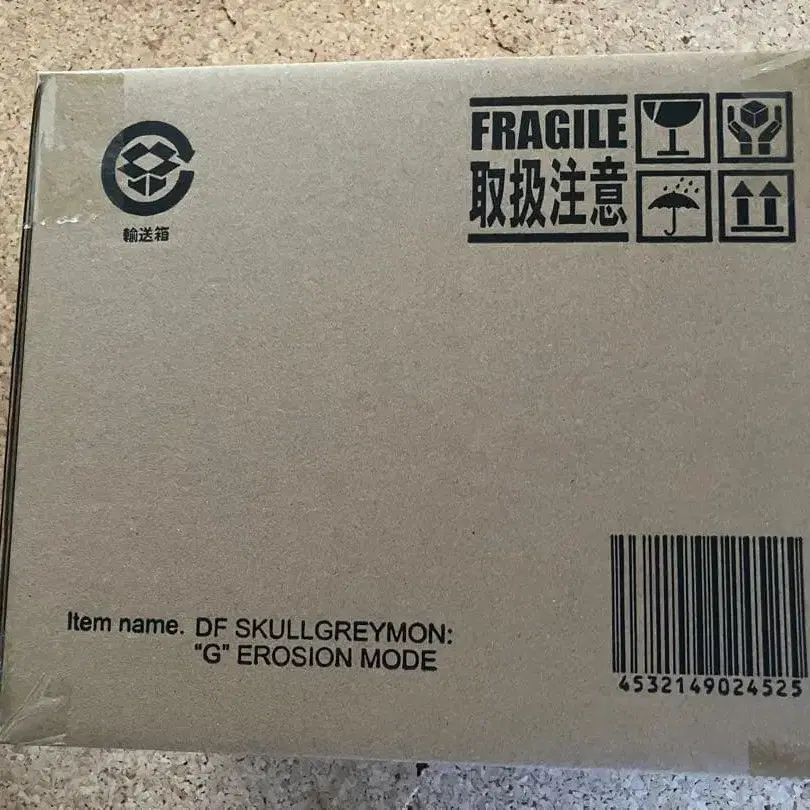 FRAGILE
取扱注意
輸送箱
Item name. DF SKULLGREYMON:
"G" EROSION MODE
4532149024525